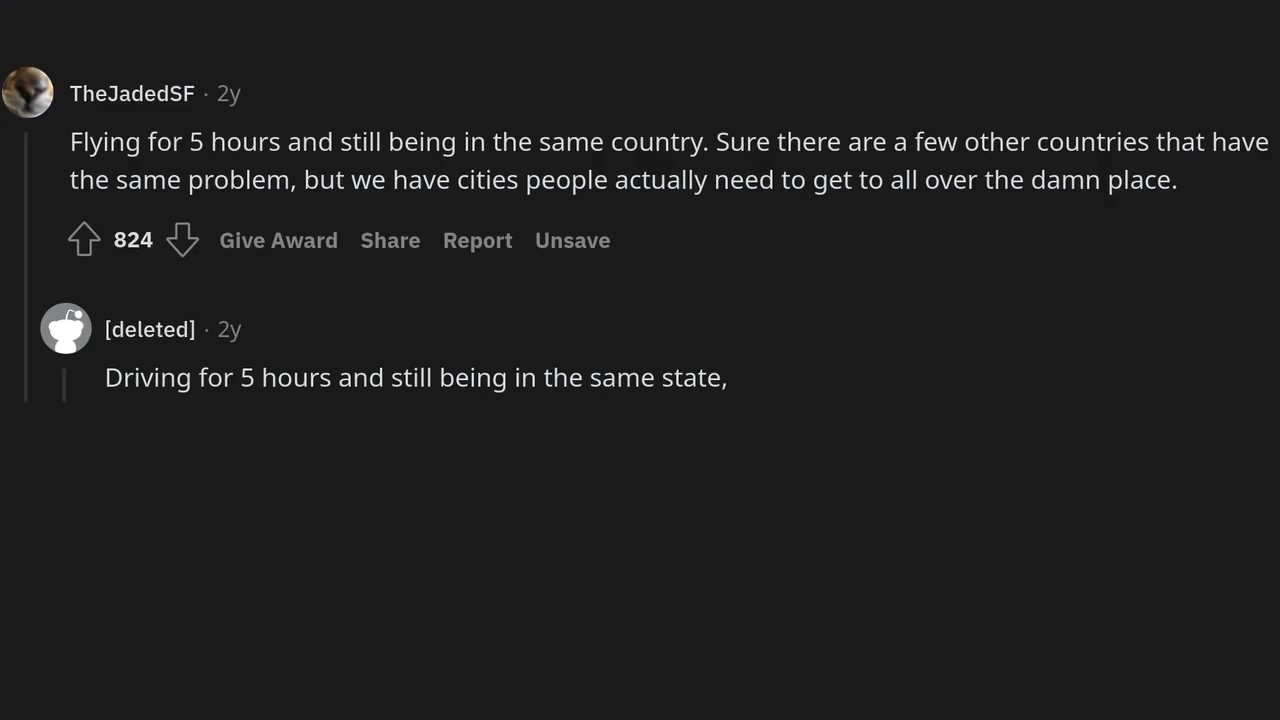 TheJadedSF · 2y
Flying for 5 hours and still being in the same country. Sure there are a few other countries that have
the same problem, but we have cities people actually need to get to all over the damn place.
824 Give Award Share Report Unsave
[deleted] · 2y
Driving for 5 hours and still being in the same state,